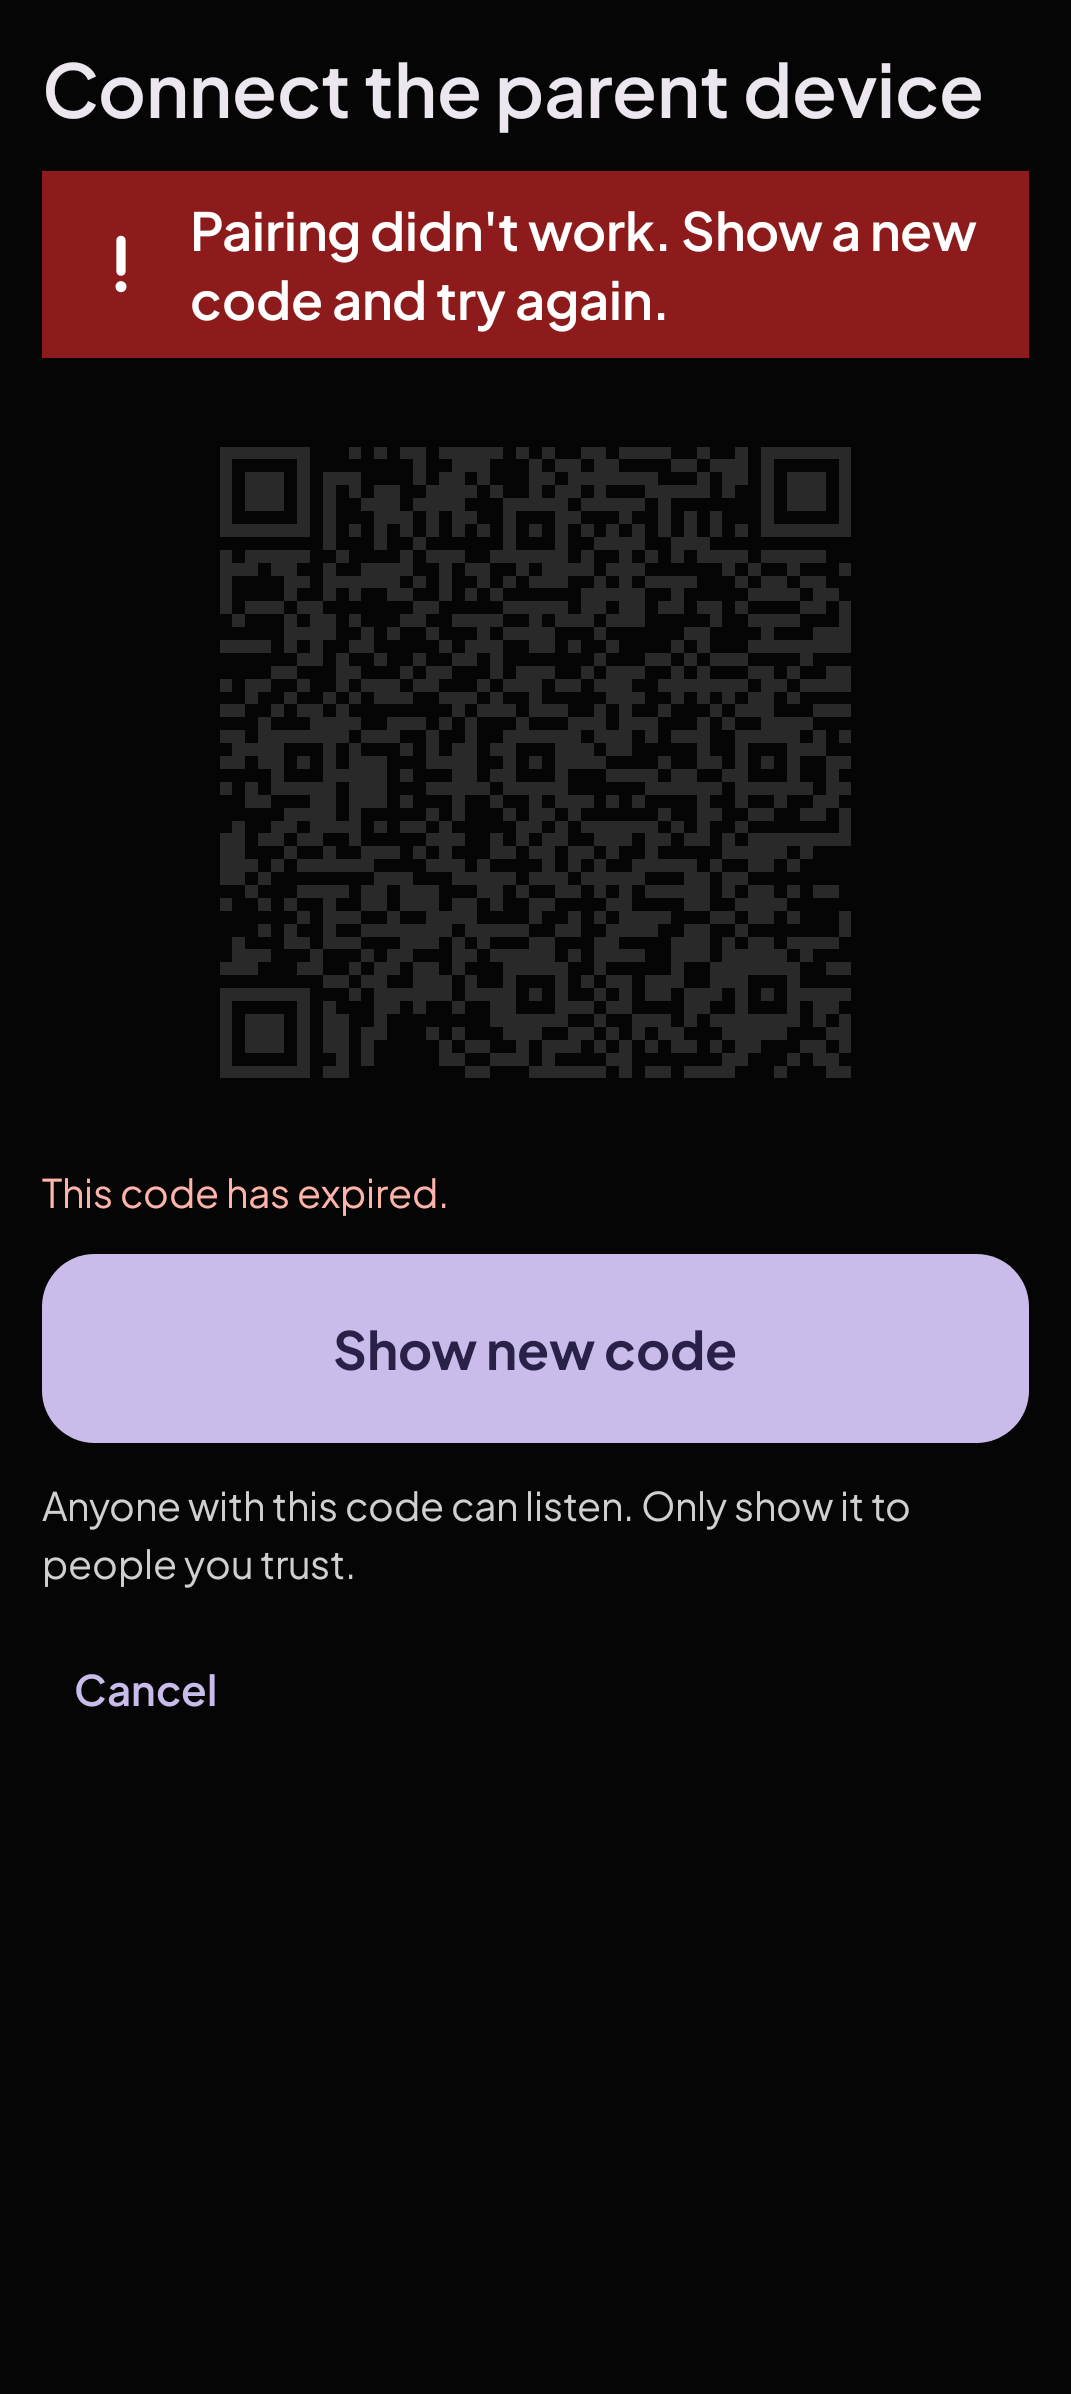 Connect the parent device
Pairing didn't work. Show a new
code and try again.
This code has expired.
Show new code
Anyone with this code can listen. Only show it to
people you trust.
Cancel